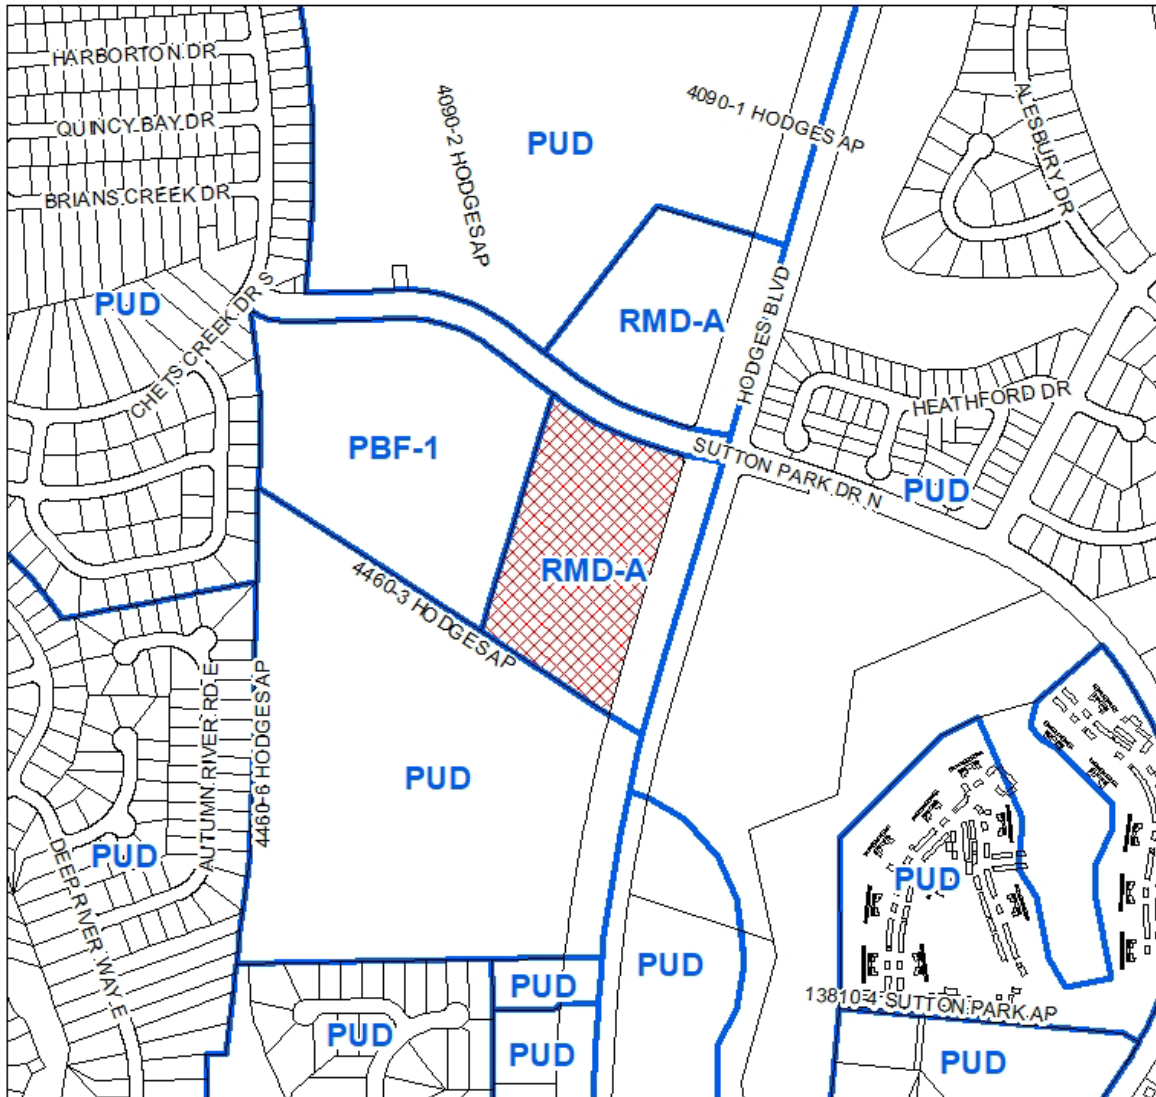 HARBORTON DR
4090-2 HODGES AP
4090-1 HODGES AP
ALESBURY DR
QUINCY BAY DR
PUD
BRIANS CREEK DR
PUD
CHETS CREEK DR S
RMD-A
HODGES BLVD
HEATHFORD DR
PBF-1
SUTTON PARK DR N
PUD
RMD-A
4460-3 HODGES AP
AUTUMN RIVER RD E
4460-6 HODGES AP
PUD
DEEP RIVER WAY E
PUD
PUD
PUD
PUD
13810-4 SUTTON PARK AP
PUD
PUD
PUD